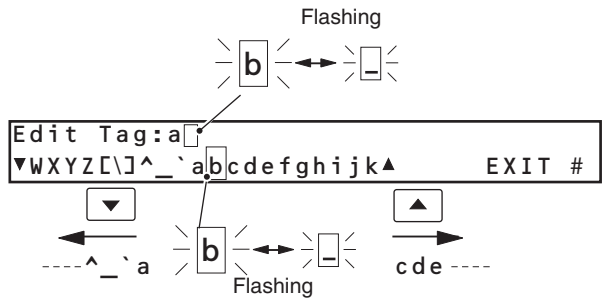 Flashing
b _
Edit Tag:a
▼WXYZ[\]^_`abcdefghijk▲ EXIT #
▼ ▲
----^_`a b _ cde----
Flashing